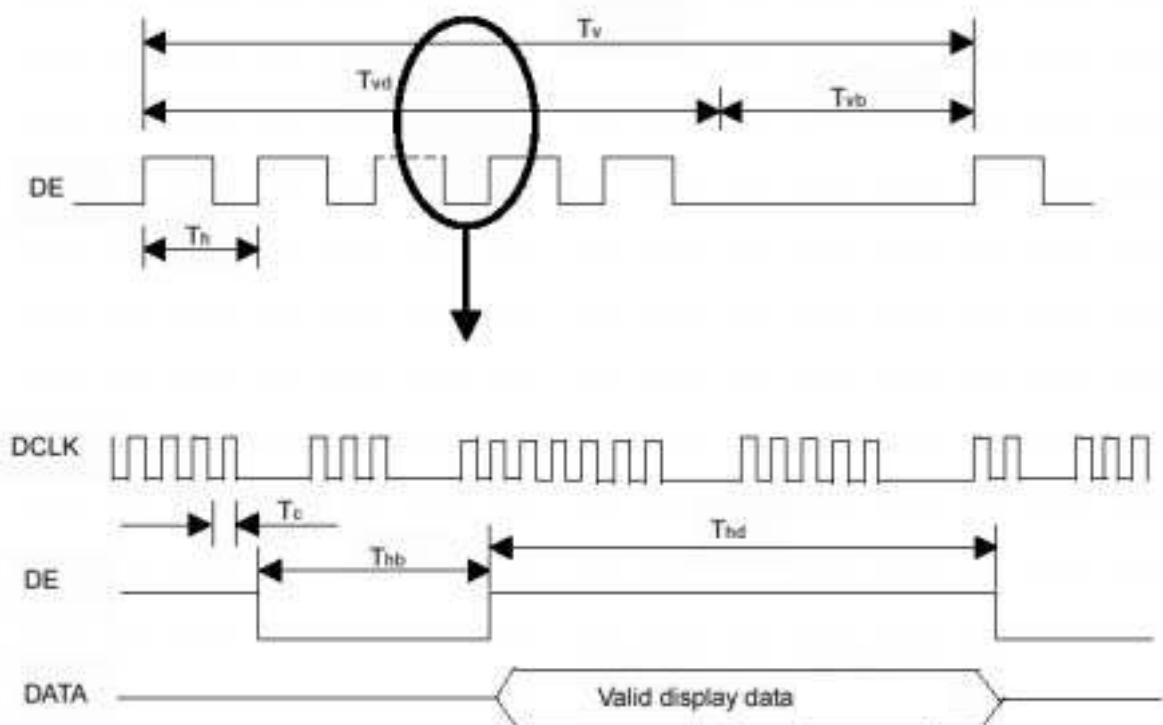 Tv
Tvd
Tvb
DE
Th
DCLK
Tc
Thd
Thb
DE
DATA
Valid display data